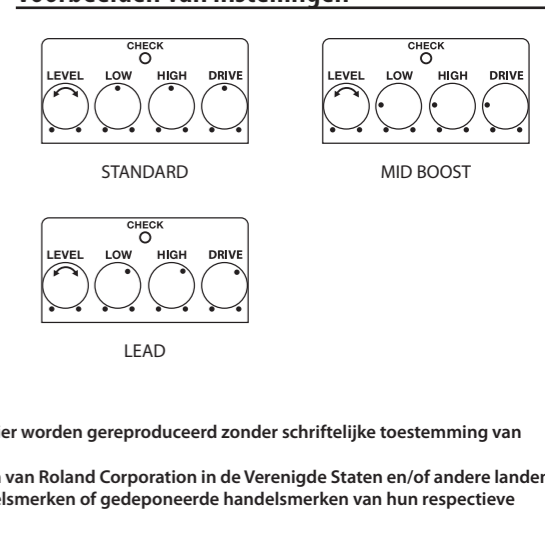 Voorbeelden van instellingen
CHECK
LEVEL LOW HIGH DRIVE
STANDARD
CHECK
LEVEL LOW HIGH DRIVE
MID BOOST
CHECK
LEVEL LOW HIGH DRIVE
LEAD
ier worden gereproduceerd zonder schriftelijke toestemming van
van Roland Corporation in de Verenigde Staten en/of andere lander
elsmerken of gedeponeerde handelsmerken van hun respectieve